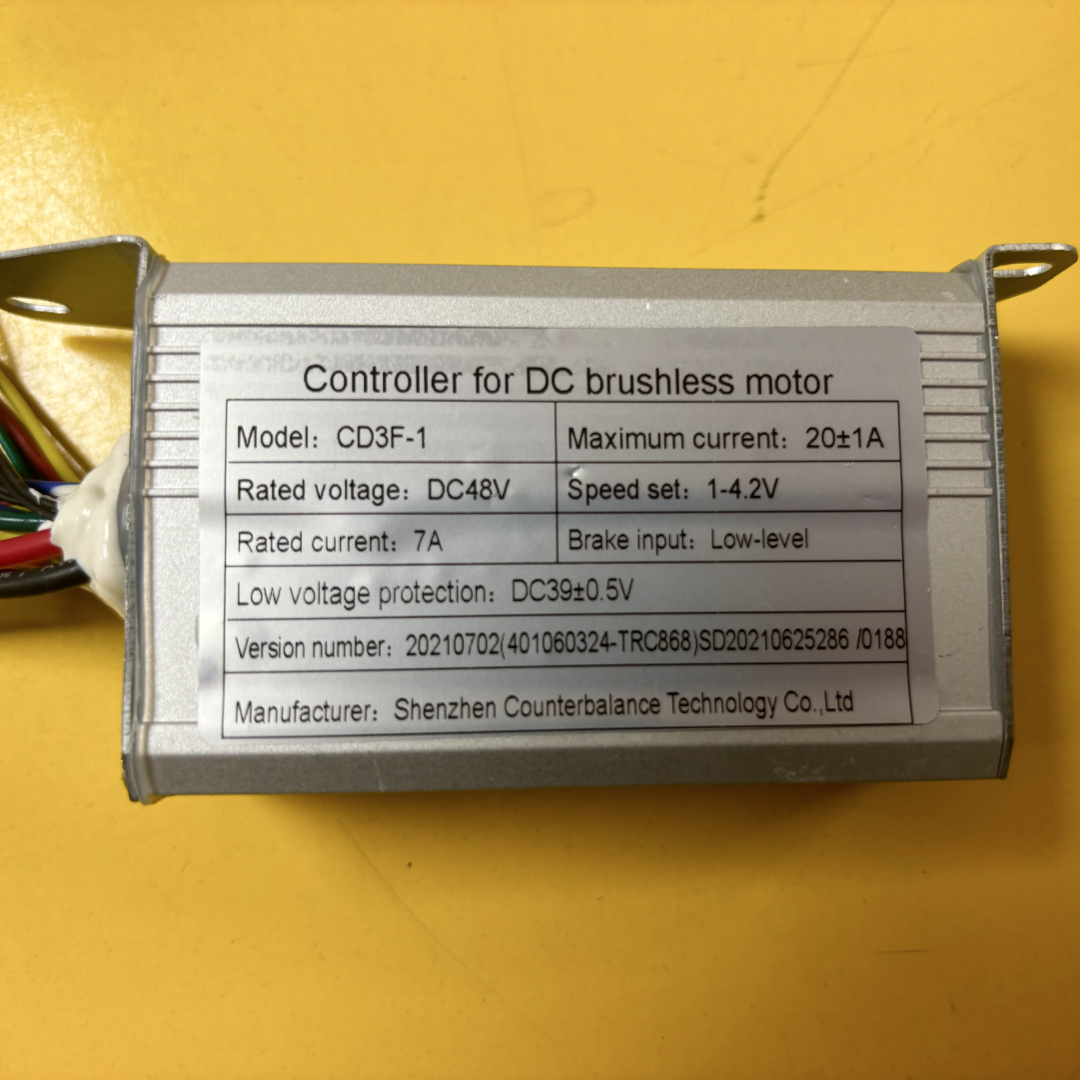 Controller for DC brushless motor
Model: CD3F-1 Maximum current: 20±1A
Rated voltage: DC48V Speed set: 1-4.2V
Rated current: 7A Brake input: Low-level
Low voltage protection: DC39±0.5V
Version number: 20210702(401060324-TRC868)SD20210625286 /0188
Manufacturer: Shenzhen Counterbalance Technology Co.,Ltd